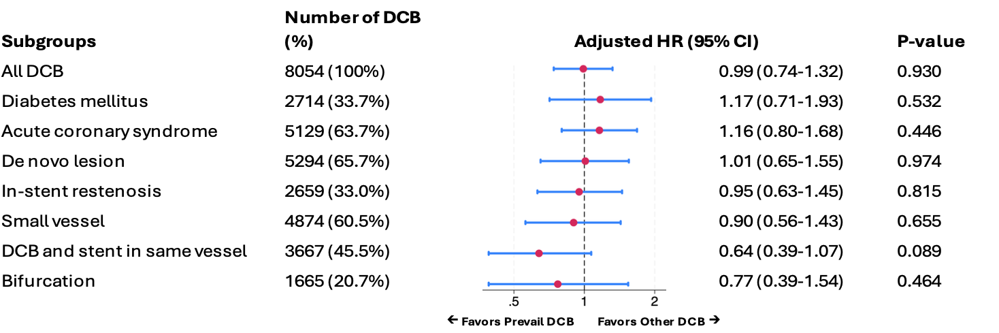 Number of DCB
Subgroups (%) Adjusted HR (95% CI) P-value
All DCB 8054 (100%) 0.99 (0.74-1.32) 0.930
Diabetes mellitus 2714 (33.7%) 1.17 (0.71-1.93) 0.532
Acute coronary syndrome 5129 (63.7%) 1.16 (0.80-1.68) 0.446
De novo lesion 5294 (65.7%) 1.01 (0.65-1.55) 0.974
In-stent restenosis 2659 (33.0%) 0.95 (0.63-1.45) 0.815
Small vessel 4874 (60.5%) 0.90 (0.56-1.43) 0.655
DCB and stent in same vessel 3667 (45.5%) 0.64 (0.39-1.07) 0.089
Bifurcation 1665 (20.7%) 0.77 (0.39-1.54) 0.464
.5 1 2
← Favors Prevail DCB Favors Other DCB →